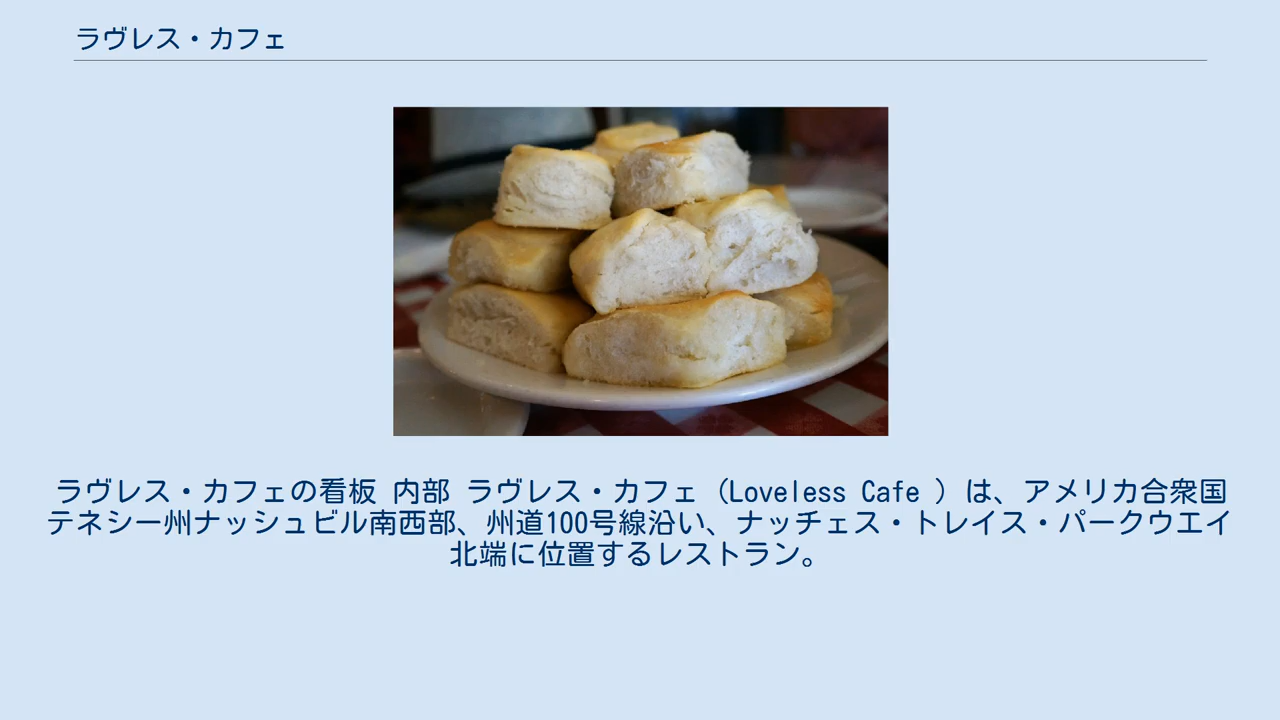 ラヴレス・カフェ
ラヴレス・カフェの看板 内部 ラヴレス・カフェ（Loveless Cafe ）は、アメリカ合衆国
テネシー州ナッシュビル南西部、州道100号線沿い、ナッチェス・トレイス・パークウエイ
北端に位置するレストラン。